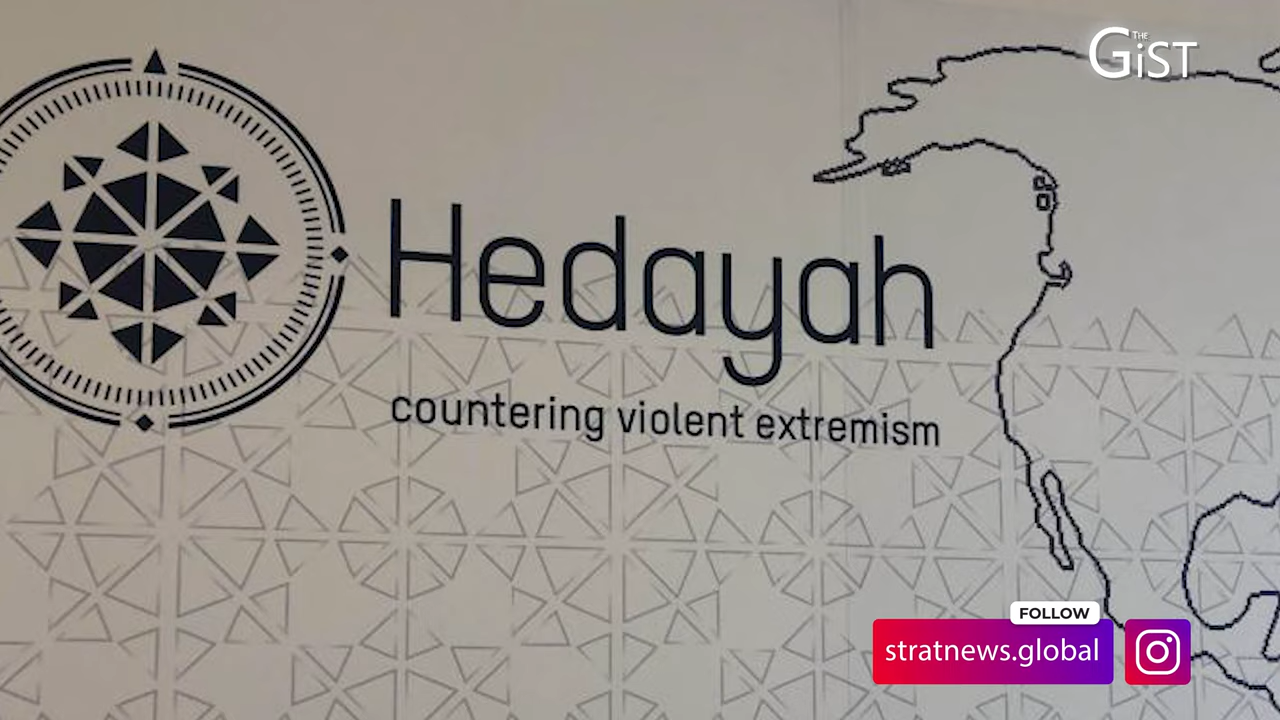 THE
GiST
Hedayah
countering violent extremism
FOLLOW
stratnews.global